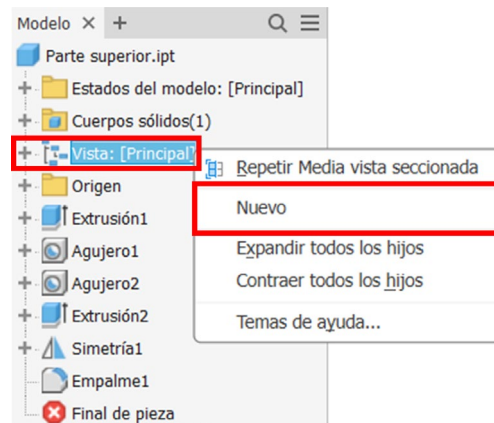 Modelo × +
Parte superior.ipt
Estados del modelo: [Principal]
Cuerpos sólidos(1)
Vista: [Principal]
Repetir Media vista seccionada
Origen
Nuevo
Extrusión1
Agujero1
Expandir todos los hijos
Agujero2
Contraer todos los hijos
Extrusión2
Temas de ayuda...
Simetría1
Empalme1
Final de pieza